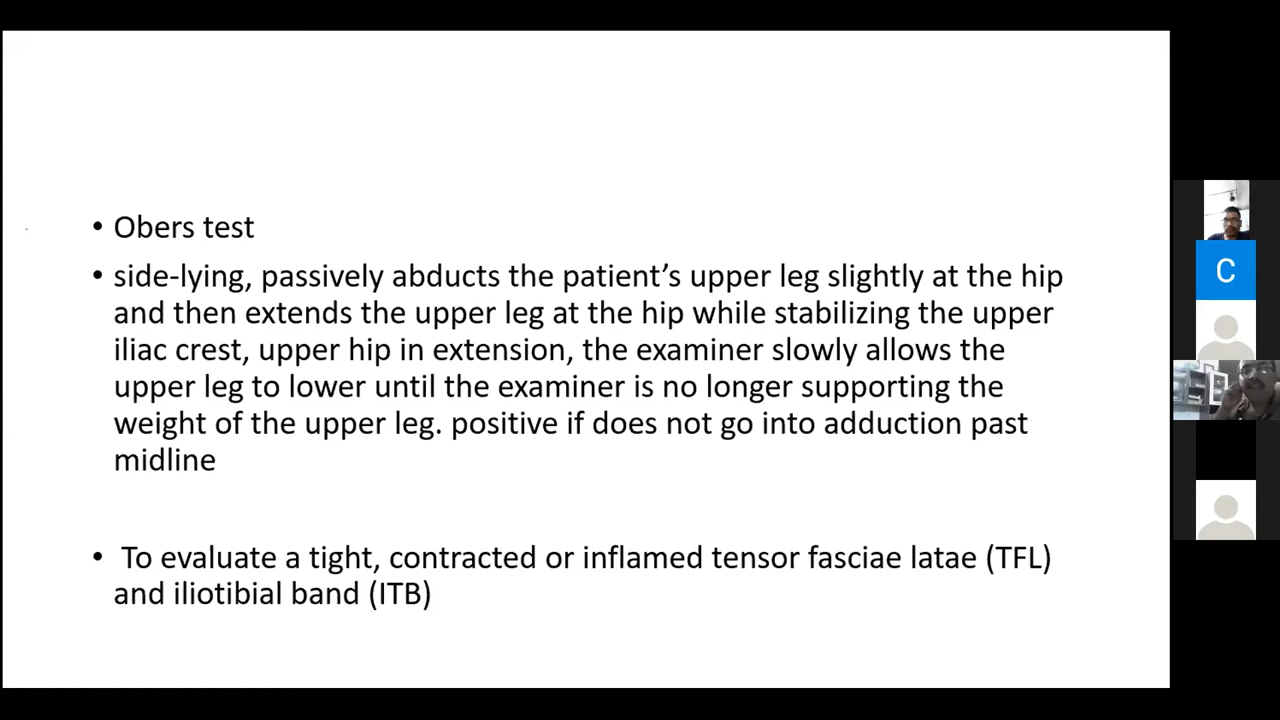 • Obers test
• side-lying, passively abducts the patient’s upper leg slightly at the hip
and then extends the upper leg at the hip while stabilizing the upper
iliac crest, upper hip in extension, the examiner slowly allows the
upper leg to lower until the examiner is no longer supporting the
weight of the upper leg. positive if does not go into adduction past
midline
• To evaluate a tight, contracted or inflamed tensor fasciae latae (TFL)
and iliotibial band (ITB)
C